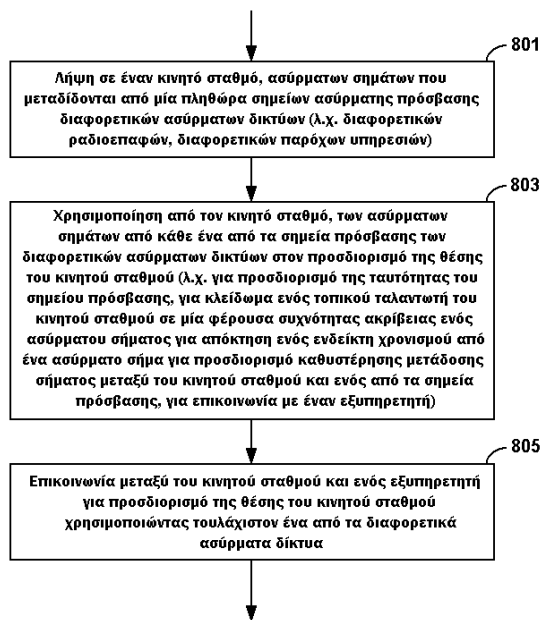 801
Λήψη σε έναν κινητό σταθμό, ασύρματων σημάτων που
μεταδίδονται από μία πληθώρα σημείων ασύρματης πρόσβασης
διαφορετικών ασύρματων δικτύων (λ.χ. διαφορετικών
ραδιοεπαφών, διαφορετικών παρόχων υπηρεσιών)
803
Χρησιμοποίηση από τον κινητό σταθμό, των ασύρματων
σημάτων από κάθε ένα από τα σημεία πρόσβασης των
διαφορετικών ασύρματων δικτύων στον προσδιορισμό της θέσης
του κινητού σταθμού (λ.χ. για προσδιορισμό της ταυτότητας του
σημείου πρόσβασης, για κλείδωμα ενός τοπικού ταλαντωτή του
κινητού σταθμού σε μία φέρουσα συχνότητας ακρίβειας ενός
ασύρματου σήματος για απόκτηση ενός ενδείκτη χρονισμού από
ένα ασύρματο σήμα για προσδιορισμό καθυστέρησης μετάδοσης
σήματος μεταξύ του κινητού σταθμού και ενός από τα σημεία
πρόσβασης, για επικοινωνία με έναν εξυπηρετητή)
805
Επικοινωνία μεταξύ του κινητού σταθμού και ενός εξυπηρετητή
για προσδιορισμό της θέσης του κινητού σταθμού
χρησιμοποιώντας τουλάχιστον ένα από τα διαφορετικά
ασύρματα δίκτυα